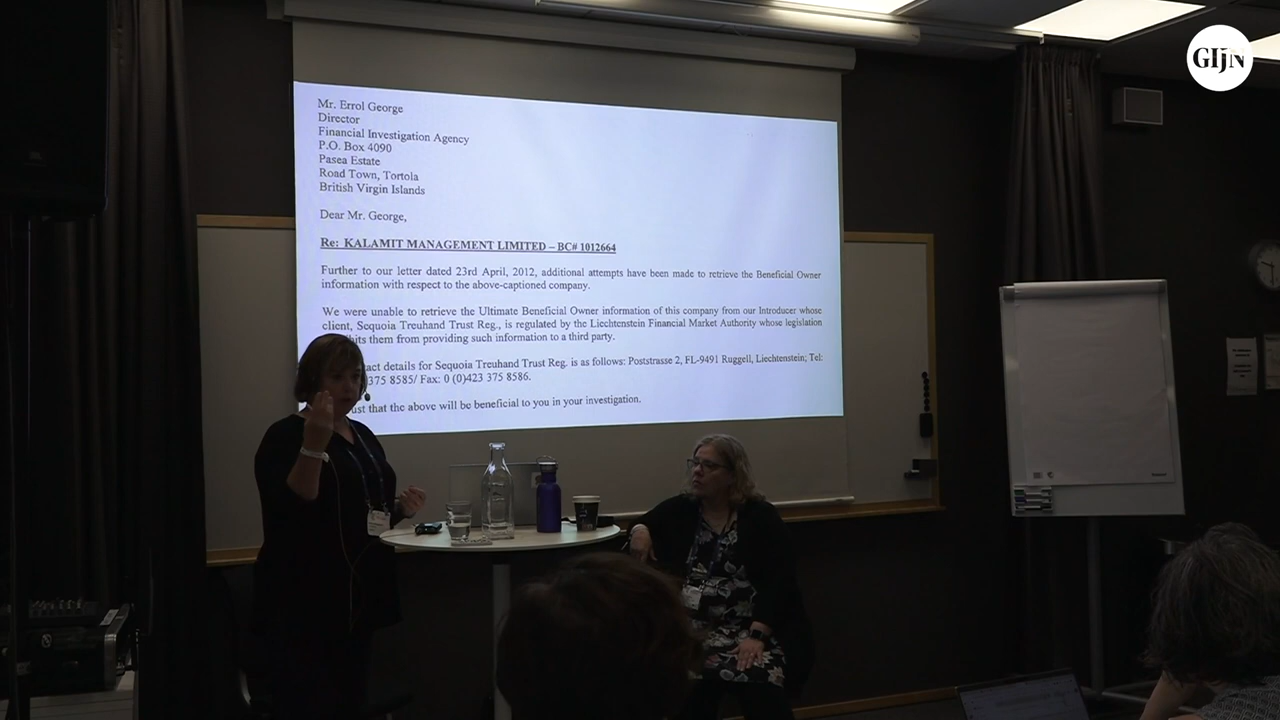 GIJN
Mr. Errol George
Director
Financial Investigation Agency
P.O. Box 4090
Pasea Estate
Road Town, Tortola
British Virgin Islands
Dear Mr. George,
Re: KALAMIT MANAGEMENT LIMITED – BC# 1012664
Further to our letter dated 23rd April, 2012, additional attempts have been made to retrieve the Beneficial Owner
information with respect to the above-captioned company.
We were unable to retrieve the Ultimate Beneficial Owner information of this company from our Introducer whose
client, Sequoia Treuhand Trust Reg., is regulated by the Liechtenstein Financial Market Authority whose legislation
hits them from providing such information to a third party.
act details for Sequoia Treuhand Trust Reg. is as follows: Poststrasse 2, FL-9491 Ruggell, Liechtenstein; Tel:
375 8585/ Fax: 0 (0)423 375 8586.
ust that the above will be beneficial to you in your investigation.